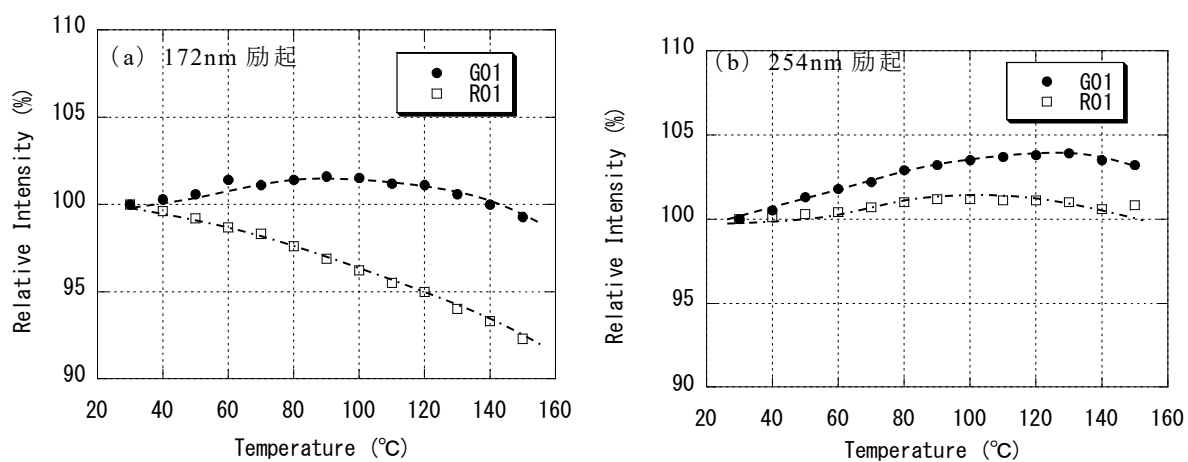 (a) 172nm 励起
G01
R01
110
105
100
95
90
20 40 60 80 100 120 140 160
Relative Intensity (%)
Temperature (℃)
(b) 254nm 励起
G01
R01
110
105
100
95
90
20 40 60 80 100 120 140 160
Relative Intensity (%)
Temperature (℃)